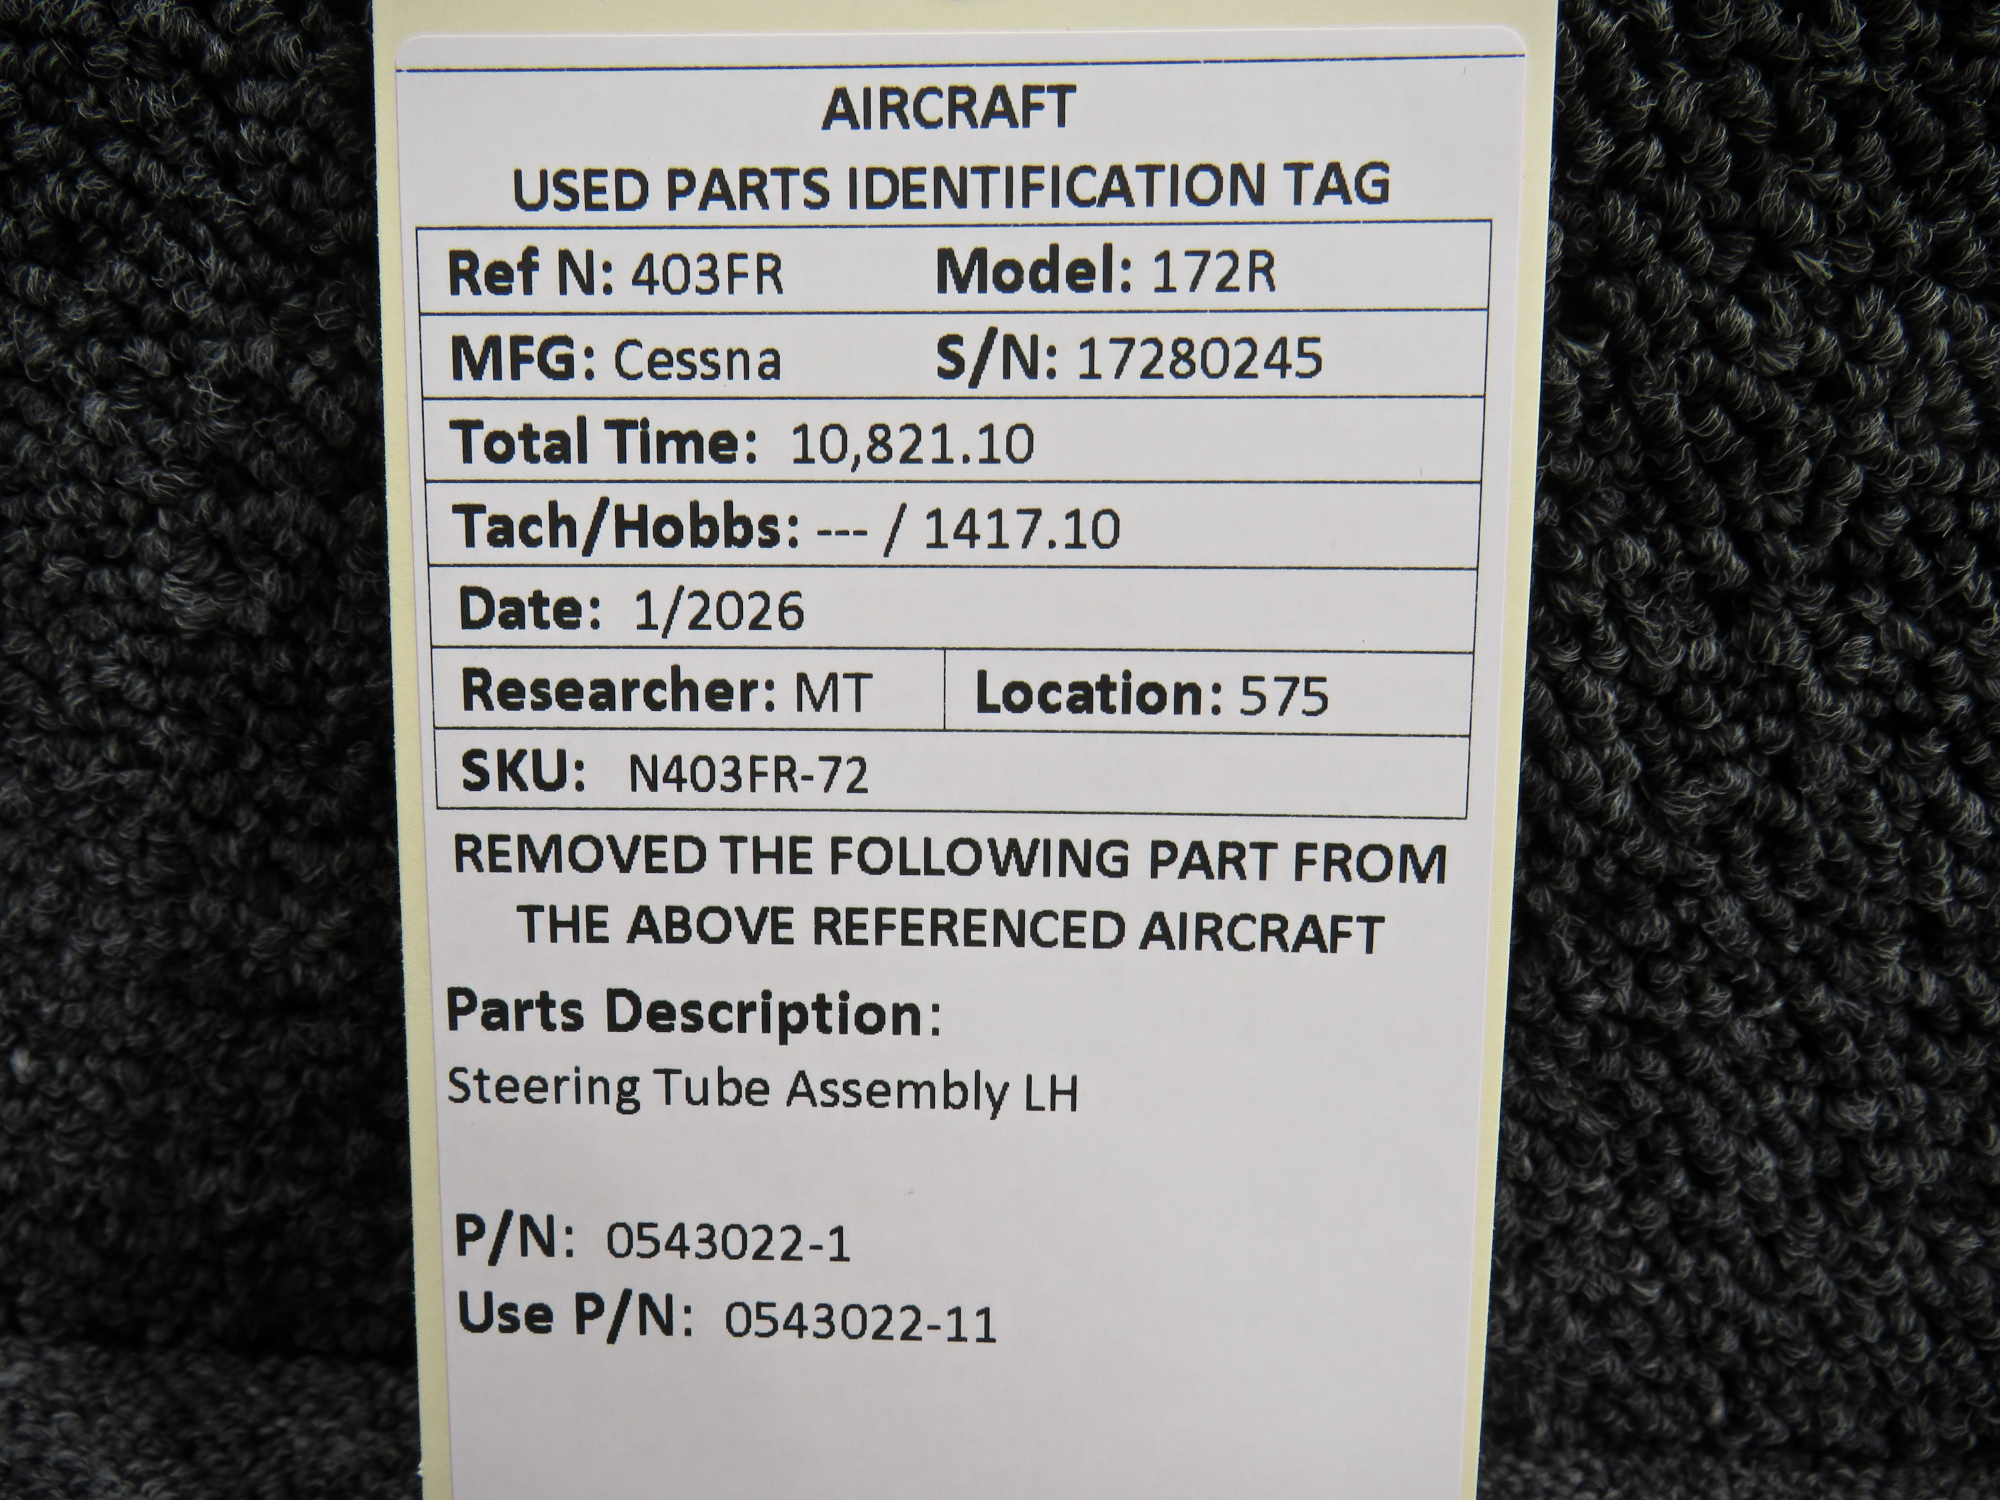 AIRCRAFT
USED PARTS IDENTIFICATION TAG
Ref N: 403FR Model: 172R
MFG: Cessna S/N: 17280245
Total Time: 10,821.10
Tach/Hobbs: --- / 1417.10
Date: 1/2026
Researcher: MT Location: 575
SKU: N403FR-72
REMOVED THE FOLLOWING PART FROM
THE ABOVE REFERENCED AIRCRAFT
Parts Description:
Steering Tube Assembly LH
P/N: 0543022-1
Use P/N: 0543022-11